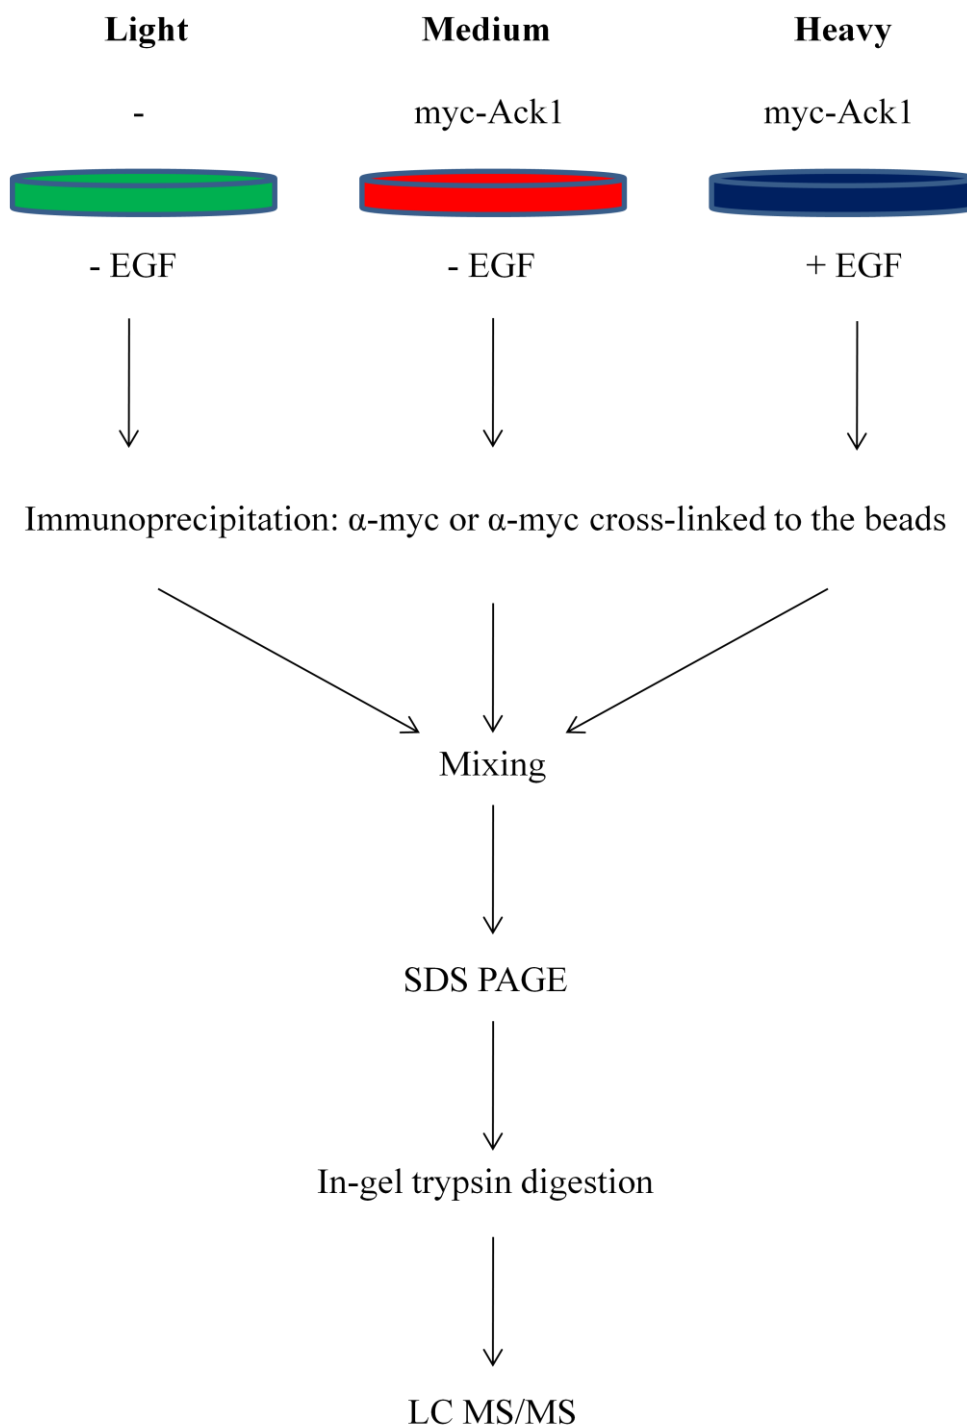 Light Medium Heavy
- myc-Ack1 myc-Ack1
- EGF - EGF + EGF
Immunoprecipitation: α-myc or α-myc cross-linked to the beads
Mixing
SDS PAGE
In-gel trypsin digestion
LC MS/MS